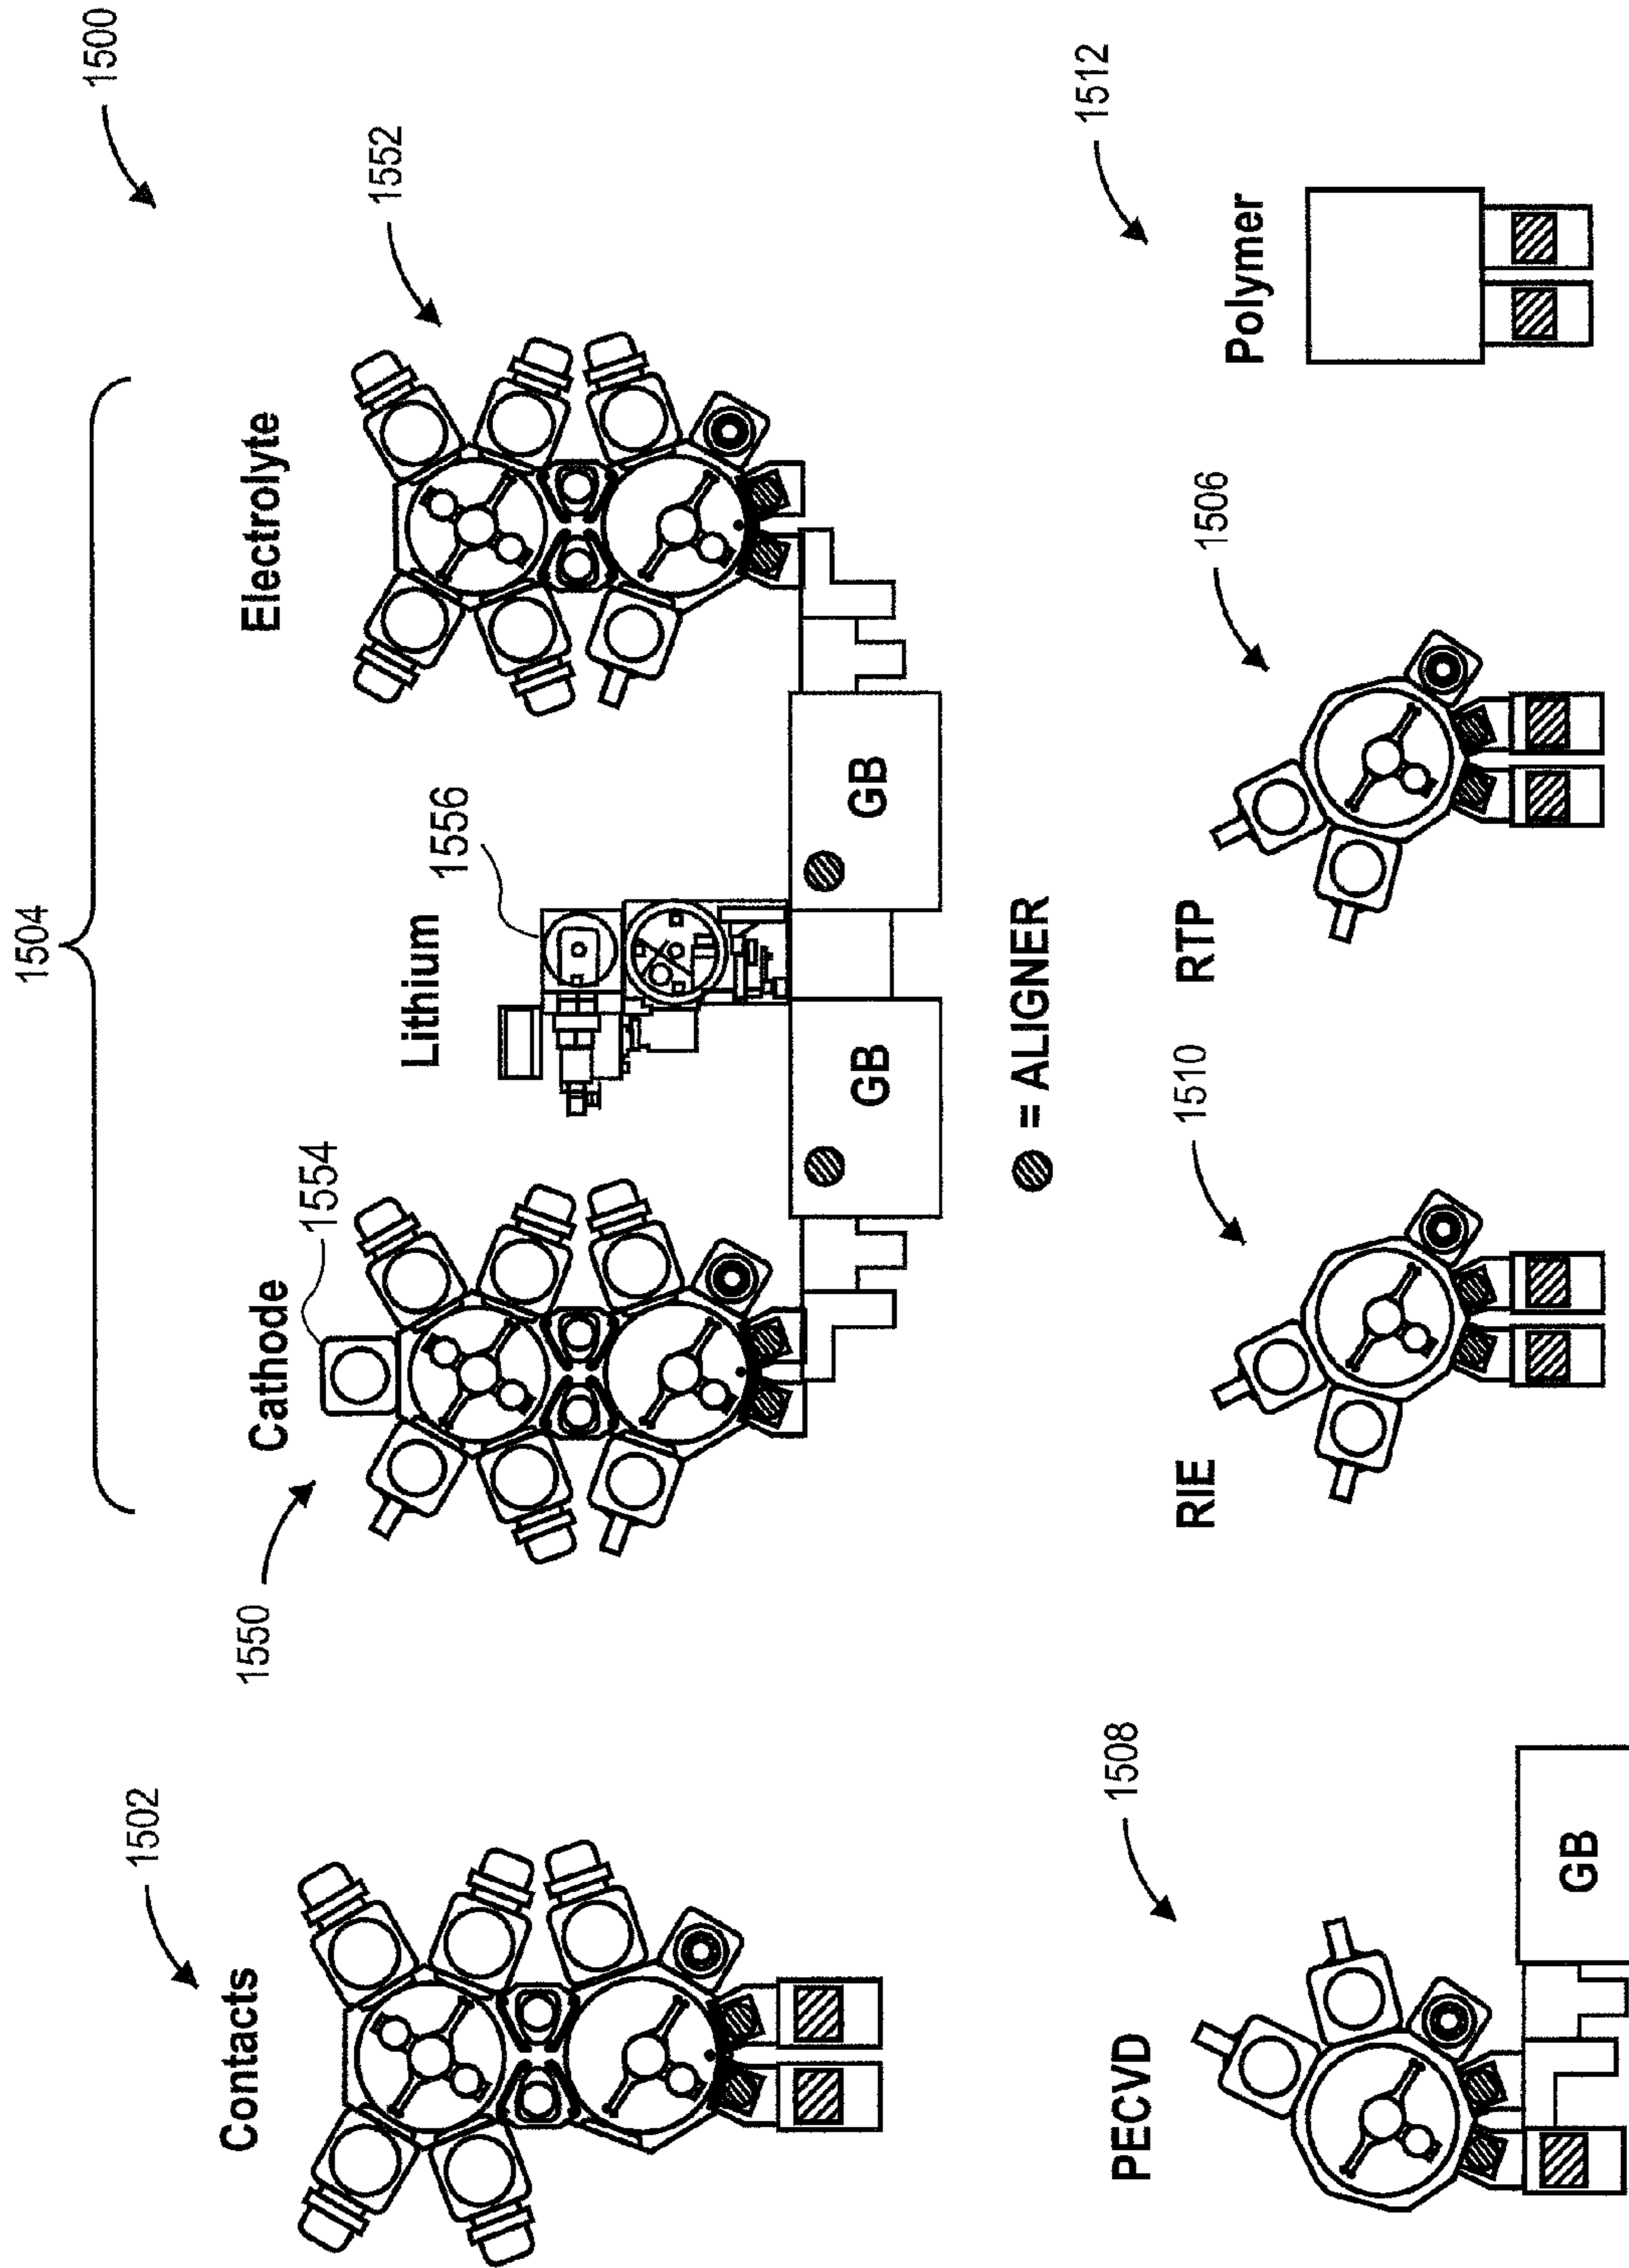 1500
1504
1502
Contacts
1550
Cathode
1554
Lithium
1556
Electrolyte
1552
GB
GB
= ALIGNER
1508
PECVD
GB
RIE
1510
RTP
1506
Polymer
1512